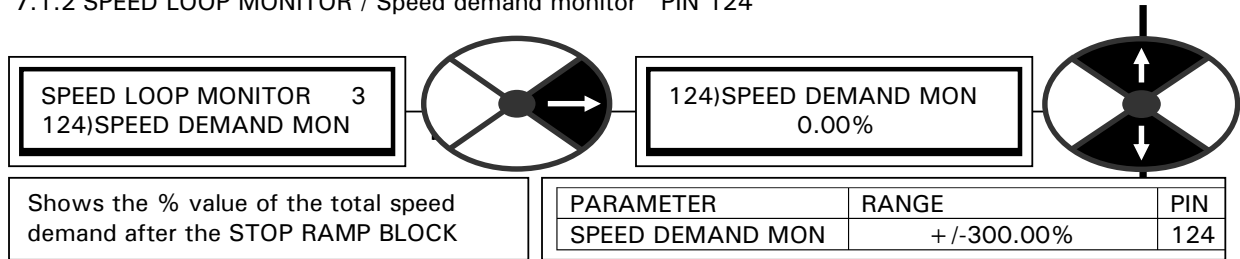 7.1.2 SPEED LOOP MONITOR / Speed demand monitor PIN 124
SPEED LOOP MONITOR 3
124)SPEED DEMAND MON
124)SPEED DEMAND MON
0.00%
Shows the % value of the total speed
demand after the STOP RAMP BLOCK
PARAMETER RANGE PIN
SPEED DEMAND MON +/-300.00% 124